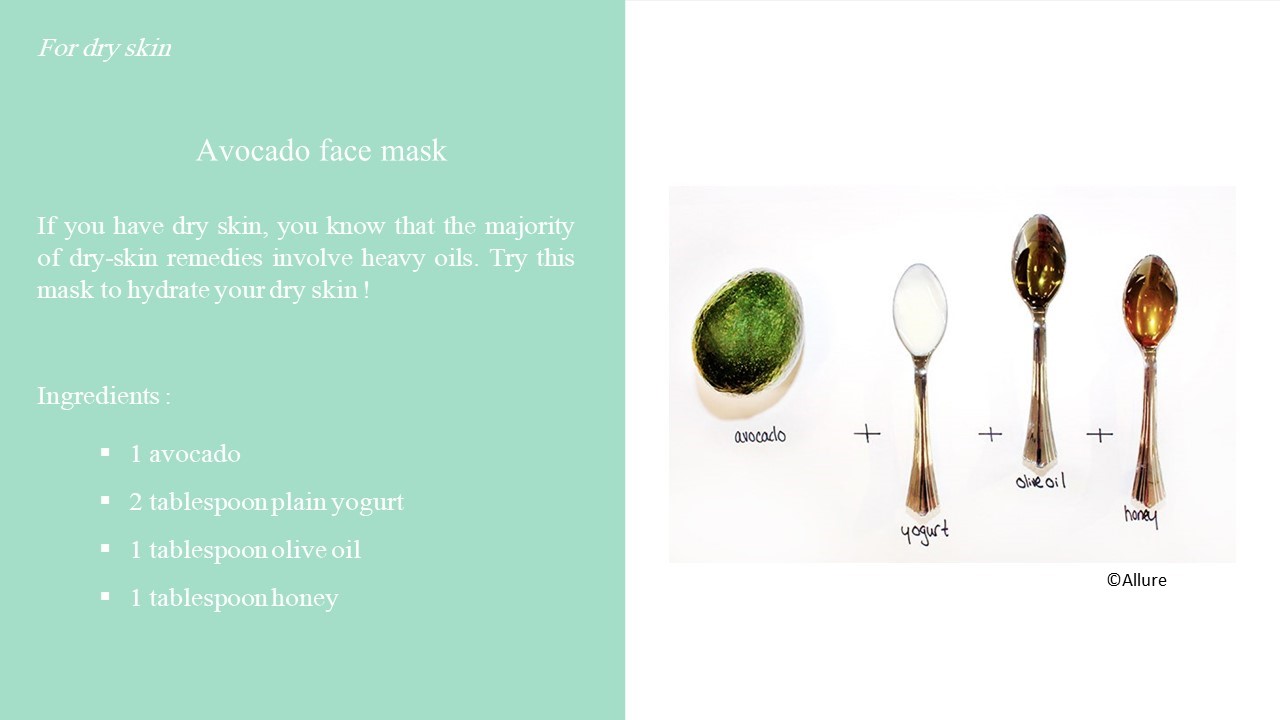 For dry skin
Avocado face mask
If you have dry skin, you know that the majority
of dry-skin remedies involve heavy oils. Try this
mask to hydrate your dry skin !
Ingredients :
▪ 1 avocado
▪ 2 tablespoon plain yogurt
▪ 1 tablespoon olive oil
▪ 1 tablespoon honey
avocado + yogurt + olive oil + honey
©Allure